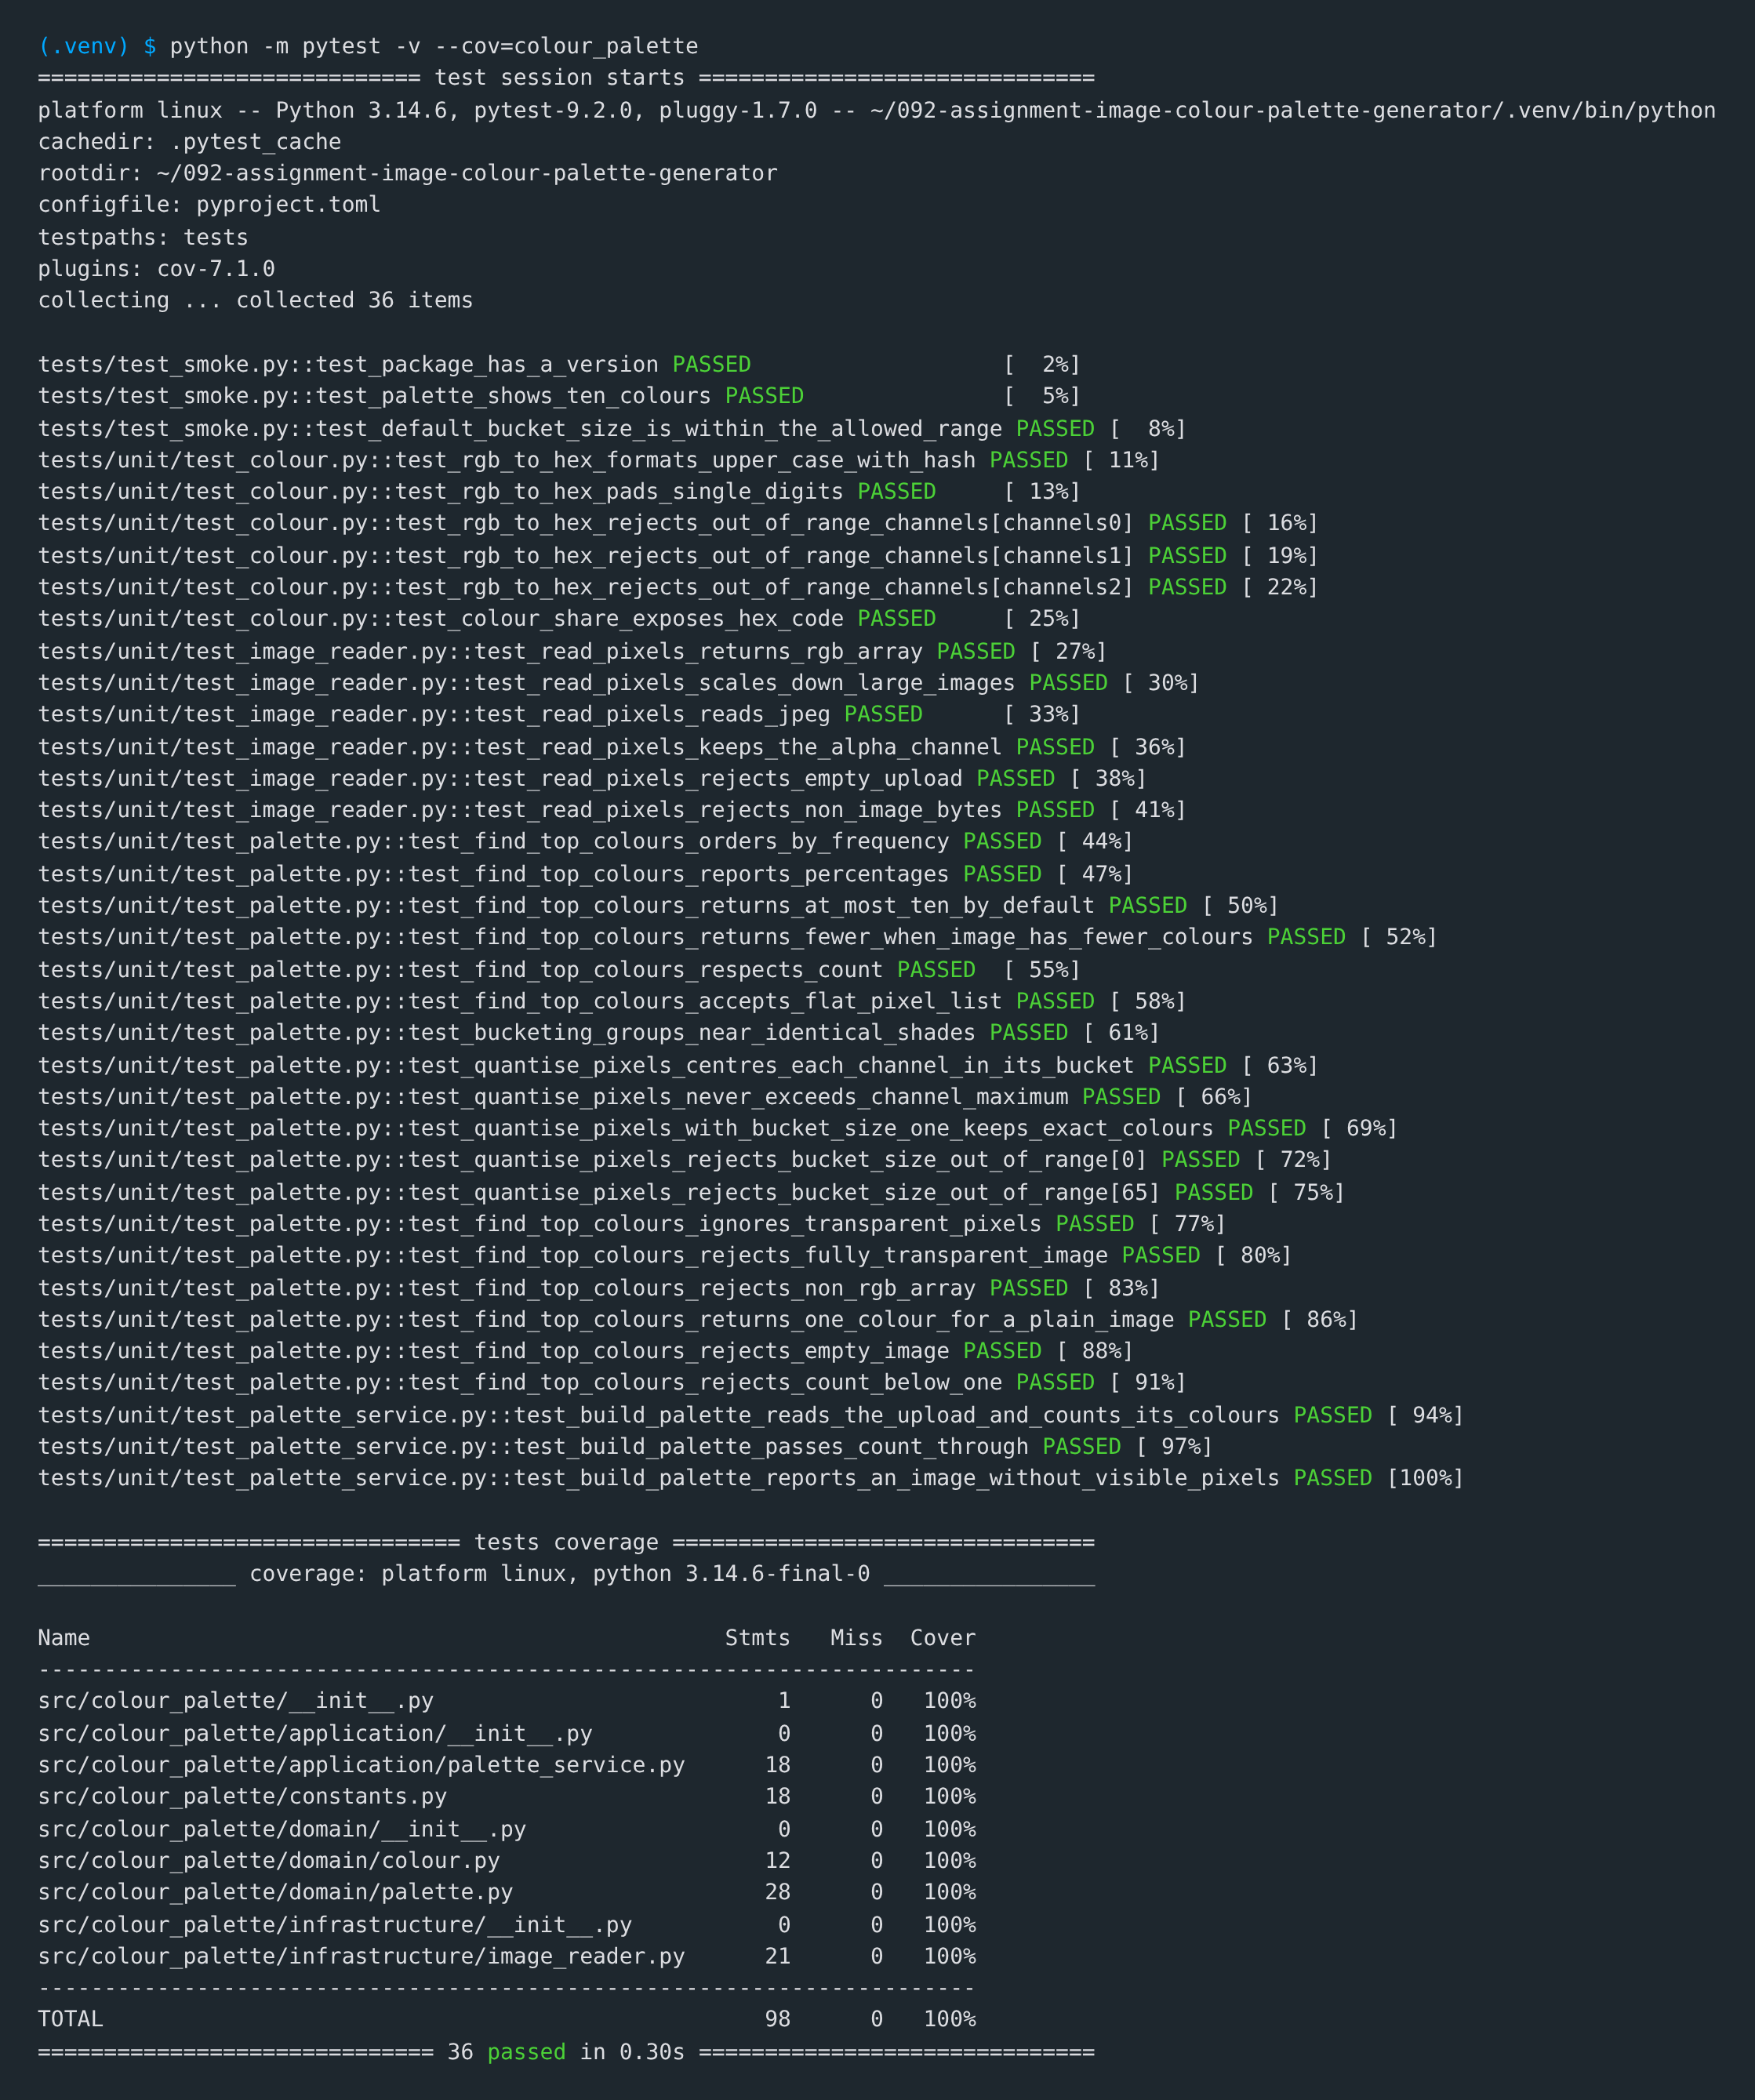 (.venv) $ python -m pytest -v --cov=colour_palette
============================= test session starts ==============================
platform linux -- Python 3.14.6, pytest-9.2.0, pluggy-1.7.0 -- ~/092-assignment-image-colour-palette-generator/.venv/bin/python
cachedir: .pytest_cache
rootdir: ~/092-assignment-image-colour-palette-generator
configfile: pyproject.toml
testpaths: tests
plugins: cov-7.1.0
collecting ... collected 36 items

tests/test_smoke.py::test_package_has_a_version PASSED                   [  2%]
tests/test_smoke.py::test_palette_shows_ten_colours PASSED               [  5%]
tests/test_smoke.py::test_default_bucket_size_is_within_the_allowed_range PASSED [  8%]
tests/unit/test_colour.py::test_rgb_to_hex_formats_upper_case_with_hash PASSED [ 11%]
tests/unit/test_colour.py::test_rgb_to_hex_pads_single_digits PASSED     [ 13%]
tests/unit/test_colour.py::test_rgb_to_hex_rejects_out_of_range_channels[channels0] PASSED [ 16%]
tests/unit/test_colour.py::test_rgb_to_hex_rejects_out_of_range_channels[channels1] PASSED [ 19%]
tests/unit/test_colour.py::test_rgb_to_hex_rejects_out_of_range_channels[channels2] PASSED [ 22%]
tests/unit/test_colour.py::test_colour_share_exposes_hex_code PASSED     [ 25%]
tests/unit/test_image_reader.py::test_read_pixels_returns_rgb_array PASSED [ 27%]
tests/unit/test_image_reader.py::test_read_pixels_scales_down_large_images PASSED [ 30%]
tests/unit/test_image_reader.py::test_read_pixels_reads_jpeg PASSED      [ 33%]
tests/unit/test_image_reader.py::test_read_pixels_keeps_the_alpha_channel PASSED [ 36%]
tests/unit/test_image_reader.py::test_read_pixels_rejects_empty_upload PASSED [ 38%]
tests/unit/test_image_reader.py::test_read_pixels_rejects_non_image_bytes PASSED [ 41%]
tests/unit/test_palette.py::test_find_top_colours_orders_by_frequency PASSED [ 44%]
tests/unit/test_palette.py::test_find_top_colours_reports_percentages PASSED [ 47%]
tests/unit/test_palette.py::test_find_top_colours_returns_at_most_ten_by_default PASSED [ 50%]
tests/unit/test_palette.py::test_find_top_colours_returns_fewer_when_image_has_fewer_colours PASSED [ 52%]
tests/unit/test_palette.py::test_find_top_colours_respects_count PASSED  [ 55%]
tests/unit/test_palette.py::test_find_top_colours_accepts_flat_pixel_list PASSED [ 58%]
tests/unit/test_palette.py::test_bucketing_groups_near_identical_shades PASSED [ 61%]
tests/unit/test_palette.py::test_quantise_pixels_centres_each_channel_in_its_bucket PASSED [ 63%]
tests/unit/test_palette.py::test_quantise_pixels_never_exceeds_channel_maximum PASSED [ 66%]
tests/unit/test_palette.py::test_quantise_pixels_with_bucket_size_one_keeps_exact_colours PASSED [ 69%]
tests/unit/test_palette.py::test_quantise_pixels_rejects_bucket_size_out_of_range[0] PASSED [ 72%]
tests/unit/test_palette.py::test_quantise_pixels_rejects_bucket_size_out_of_range[65] PASSED [ 75%]
tests/unit/test_palette.py::test_find_top_colours_ignores_transparent_pixels PASSED [ 77%]
tests/unit/test_palette.py::test_find_top_colours_rejects_fully_transparent_image PASSED [ 80%]
tests/unit/test_palette.py::test_find_top_colours_rejects_non_rgb_array PASSED [ 83%]
tests/unit/test_palette.py::test_find_top_colours_returns_one_colour_for_a_plain_image PASSED [ 86%]
tests/unit/test_palette.py::test_find_top_colours_rejects_empty_image PASSED [ 88%]
tests/unit/test_palette.py::test_find_top_colours_rejects_count_below_one PASSED [ 91%]
tests/unit/test_palette_service.py::test_build_palette_reads_the_upload_and_counts_its_colours PASSED [ 94%]
tests/unit/test_palette_service.py::test_build_palette_passes_count_through PASSED [ 97%]
tests/unit/test_palette_service.py::test_build_palette_reports_an_image_without_visible_pixels PASSED [100%]

================================ tests coverage ================================
_______________ coverage: platform linux, python 3.14.6-final-0 ________________

Name                                                Stmts   Miss  Cover
-----------------------------------------------------------------------
src/colour_palette/__init__.py                          1      0   100%
src/colour_palette/application/__init__.py              0      0   100%
src/colour_palette/application/palette_service.py      18      0   100%
src/colour_palette/constants.py                        18      0   100%
src/colour_palette/domain/__init__.py                   0      0   100%
src/colour_palette/domain/colour.py                    12      0   100%
src/colour_palette/domain/palette.py                   28      0   100%
src/colour_palette/infrastructure/__init__.py           0      0   100%
src/colour_palette/infrastructure/image_reader.py      21      0   100%
-----------------------------------------------------------------------
TOTAL                                                  98      0   100%
============================== 36 passed in 0.30s ==============================